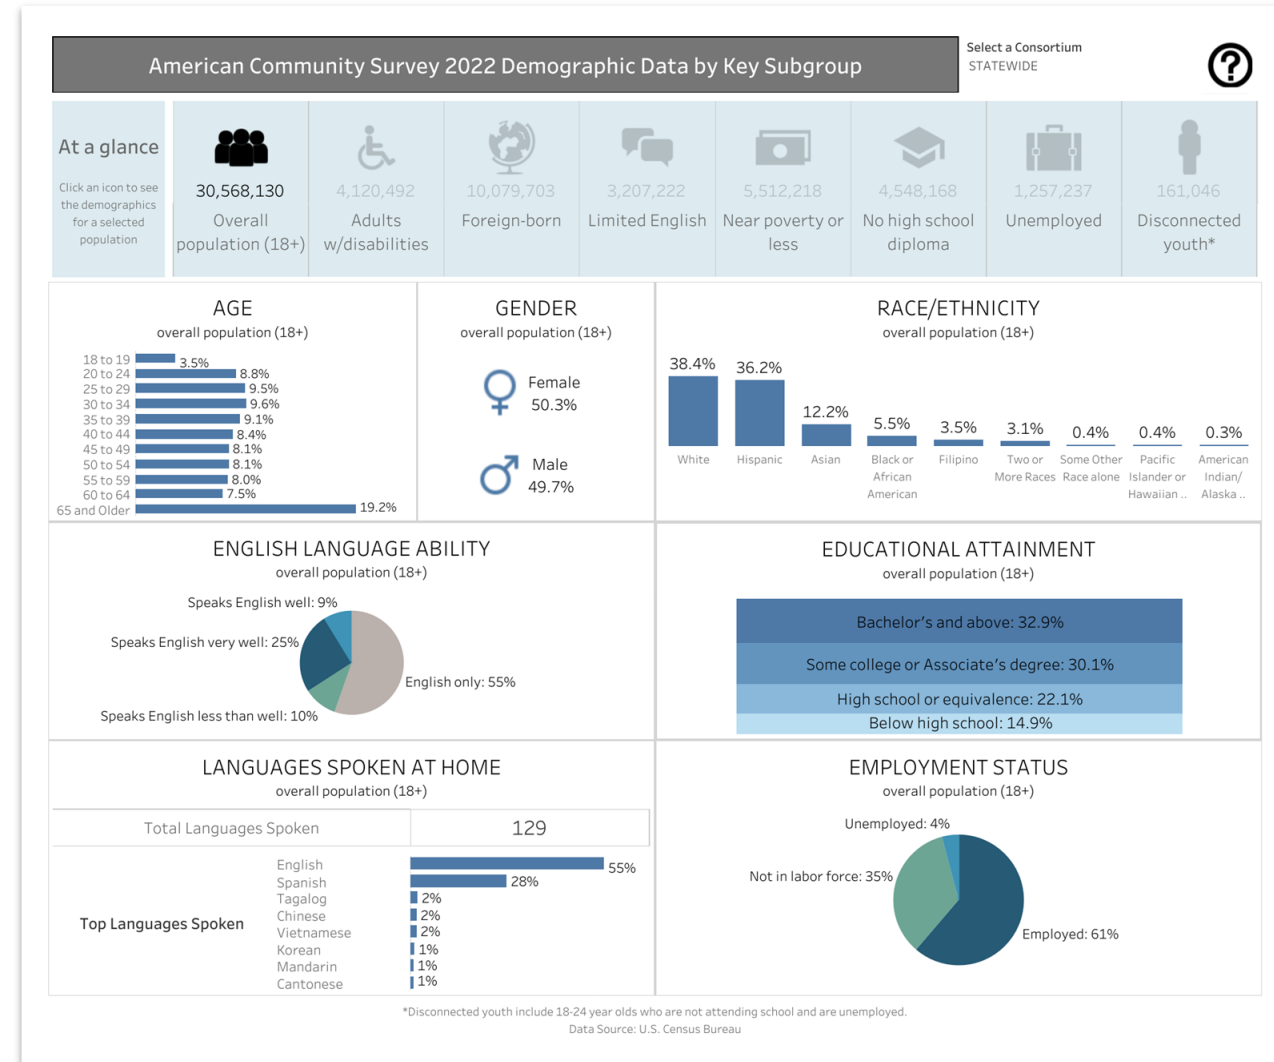 American Community Survey 2022 Demographic Data by Key Subgroup
Select a Consortium
STATEWIDE
At a glance
Click an icon to see
the demographics
for a selected
population
30,568,130
Overall
population (18+)
4,120,492
Adults
w/disabilities
10,079,703
Foreign-born
3,207,222
Limited English
5,512,218
Near poverty or
less
4,548,168
No high school
diploma
1,257,237
Unemployed
161,046
Disconnected
youth*
AGE
overall population (18+)
18 to 19 3.5%
20 to 24 8.8%
25 to 29 9.5%
30 to 34 9.6%
35 to 39 9.1%
40 to 44 8.4%
45 to 49 8.1%
50 to 54 8.1%
55 to 59 8.0%
60 to 64 7.5%
65 and Older 19.2%
GENDER
overall population (18+)
Female
50.3%
Male
49.7%
RACE/ETHNICITY
overall population (18+)
38.4%
White
36.2%
Hispanic
12.2%
Asian
5.5%
Black or
African
American
3.5%
Filipino
3.1%
Two or
More Races
0.4%
Some Other
Race alone
0.4%
Pacific
Islander or
Hawaiian ..
0.3%
American
Indian/
Alaska ..
ENGLISH LANGUAGE ABILITY
overall population (18+)
Speaks English well: 9%
Speaks English very well: 25%
English only: 55%
Speaks English less than well: 10%
EDUCATIONAL ATTAINMENT
overall population (18+)
Bachelor's and above: 32.9%
Some college or Associate's degree: 30.1%
High school or equivalence: 22.1%
Below high school: 14.9%
LANGUAGES SPOKEN AT HOME
overall population (18+)
Total Languages Spoken 129
Top Languages Spoken
English 55%
Spanish 28%
Tagalog 2%
Chinese 2%
Vietnamese 2%
Korean 1%
Mandarin 1%
Cantonese 1%
EMPLOYMENT STATUS
overall population (18+)
Unemployed: 4%
Not in labor force: 35%
Employed: 61%
*Disconnected youth include 18-24 year olds who are not attending school and are unemployed.
Data Source: U.S. Census Bureau